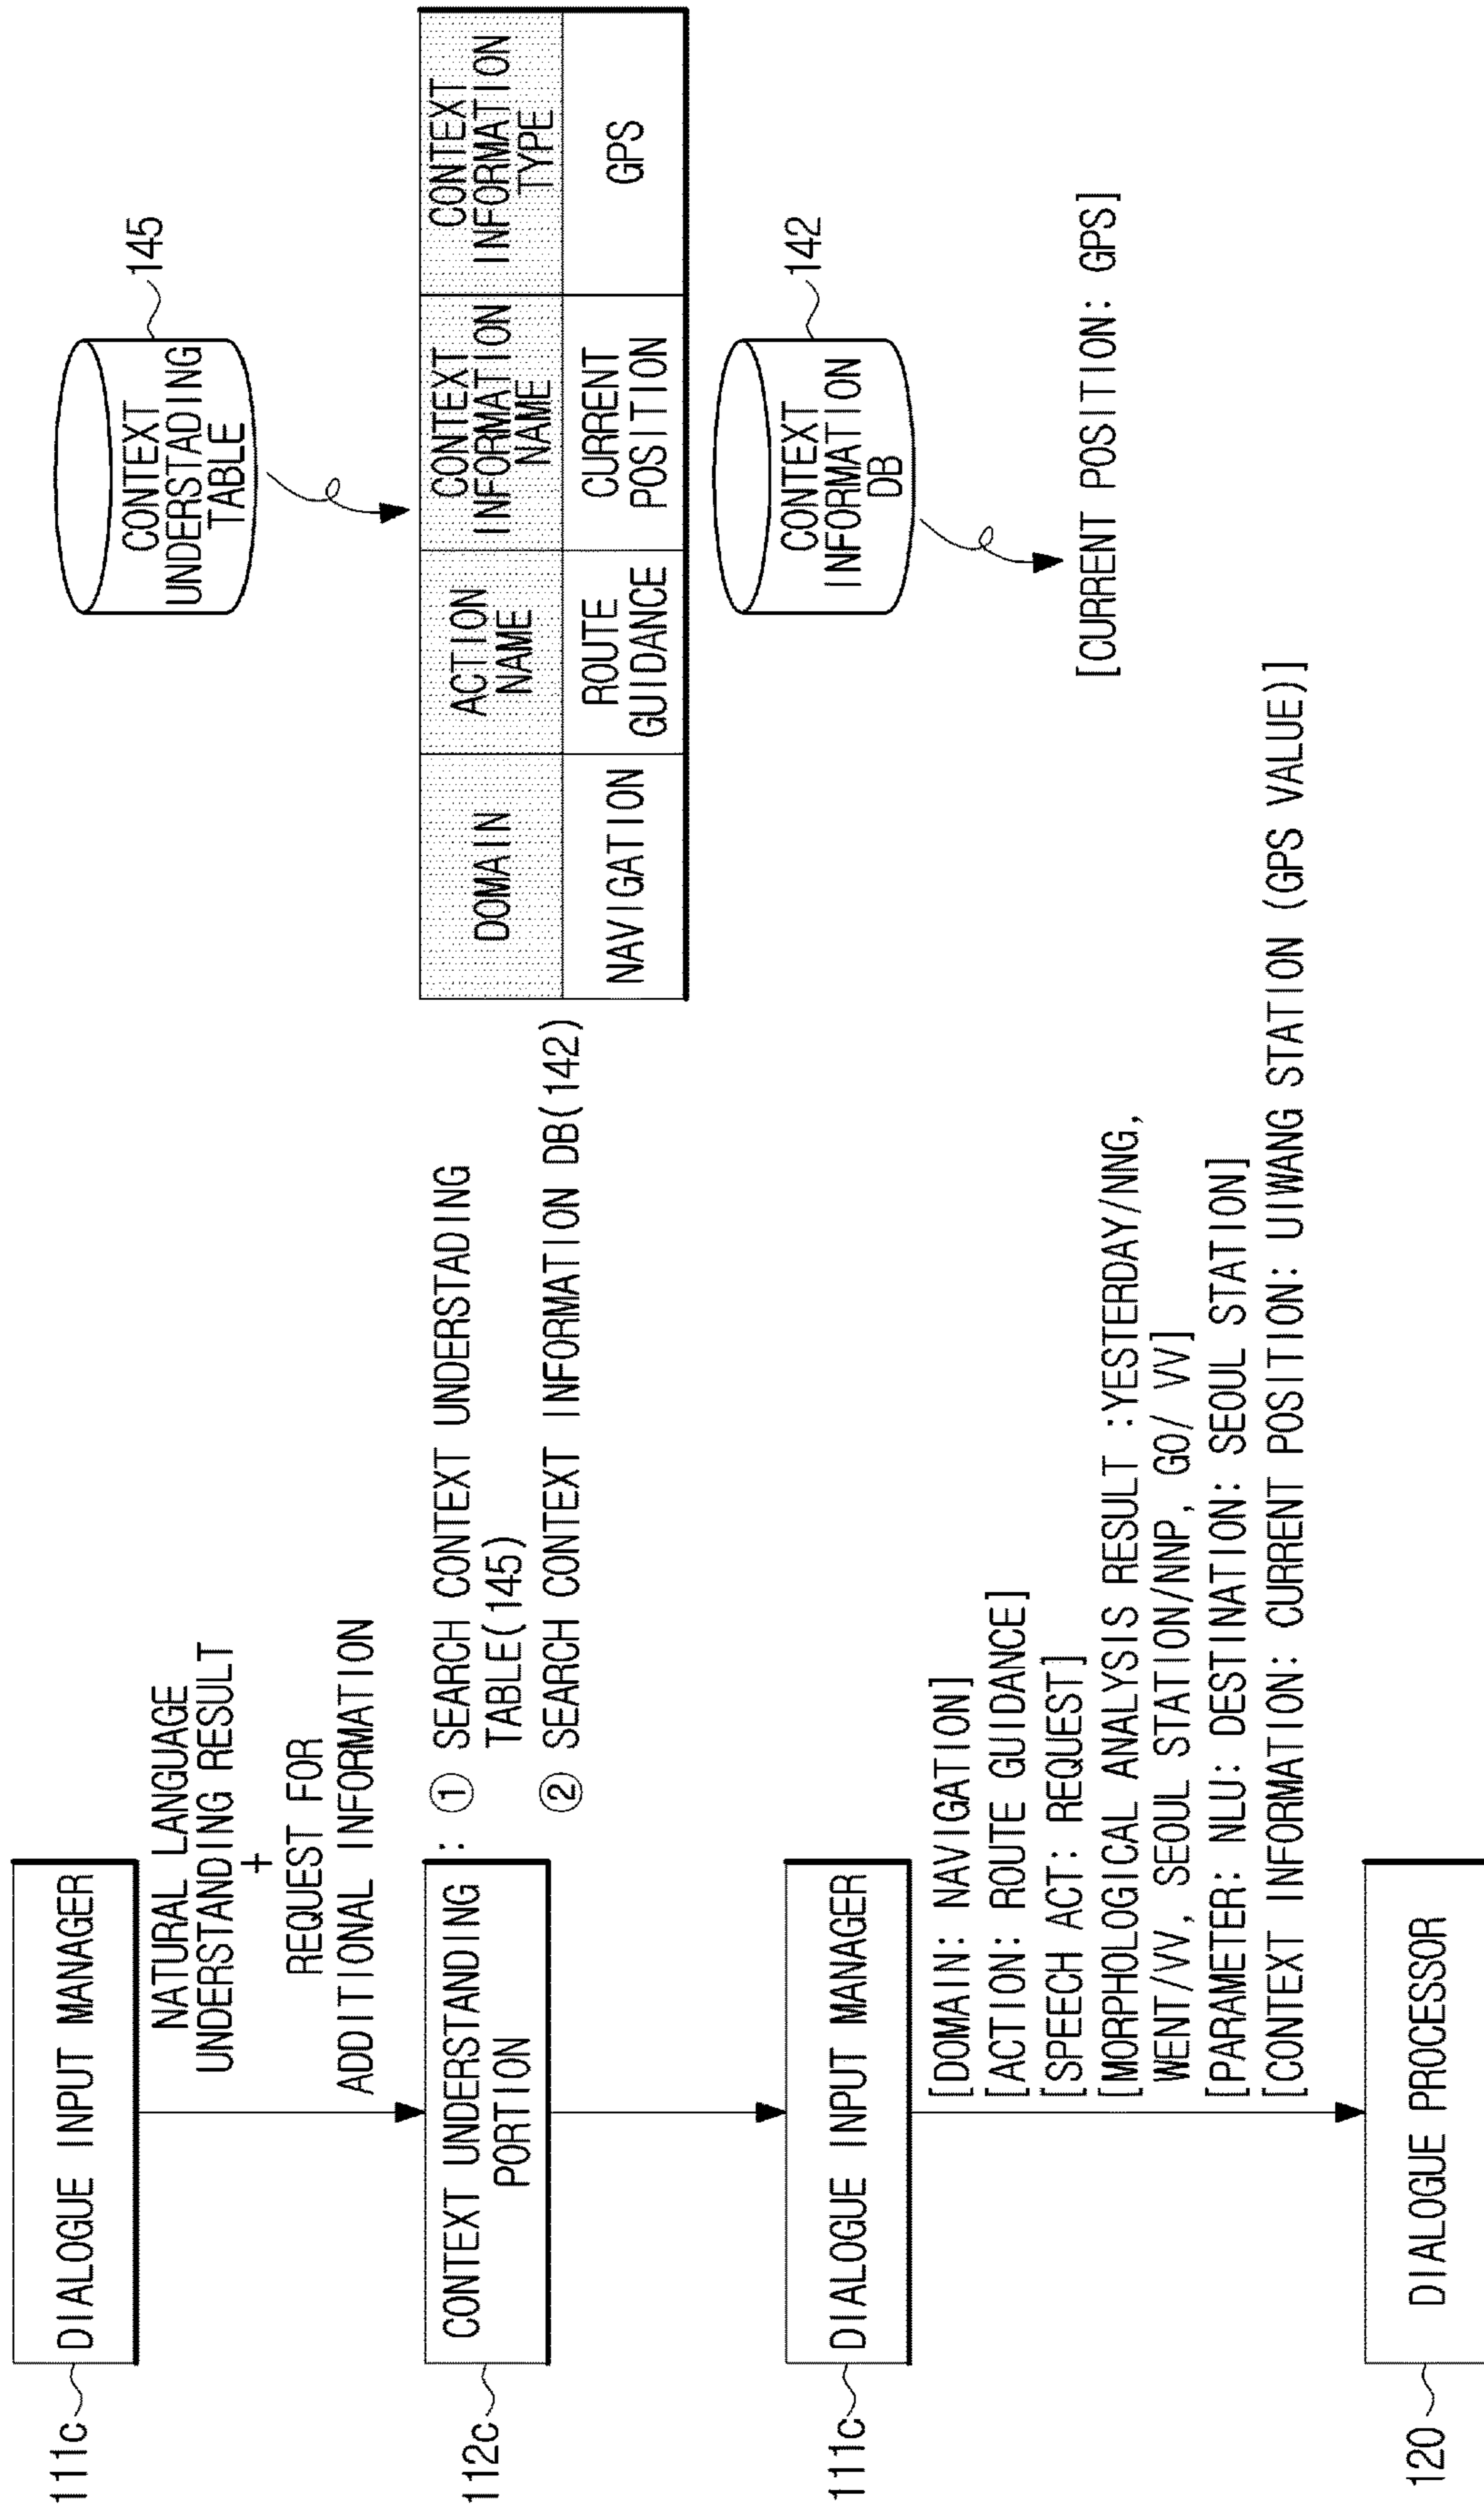 111c
DIALOGUE INPUT MANAGER
NATURAL LANGUAGE
UNDERSTANDING RESULT
+
REQUEST FOR
ADDITIONAL INFORMATION
112c
CONTEXT UNDERSTANDING
PORTION
: ① SEARCH CONTEXT UNDERSTADING
TABLE(145)
② SEARCH CONTEXT INFORMATION DB(142)
111c
DIALOGUE INPUT MANAGER
[DOMAIN: NAVIGATION]
[ACTION: ROUTE GUIDANCE]
[SPEECH ACT: REQUEST]
[MORPHOLOGICAL ANALYSIS RESULT :YESTERDAY/NNG,
WENT/VV, SEOUL STATION/NNP, GO/ VV]
[PARAMETER: NLU: DESTINATION: SEOUL STATION]
[CONTEXT INFORMATION: CURRENT POSITION: UIWANG STATION (GPS VALUE)]
120
DIALOGUE PROCESSOR
CONTEXT
UNDERSTADING
TABLE
145
DOMAIN
ACTION
NAME
CONTEXT
INFORMATION
NAME
CONTEXT
INFORMATION
TYPE
NAVIGATION
ROUTE
GUIDANCE
CURRENT
POSITION
GPS
CONTEXT
INFORMATION
DB
142
[CURRENT POSITION: GPS]